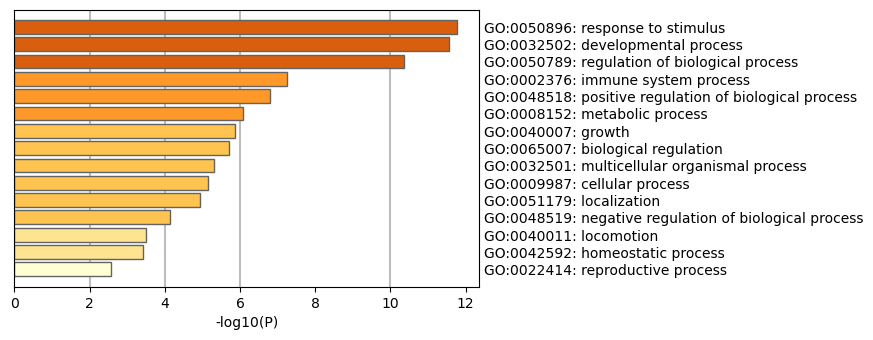 GO:0050896: response to stimulus
GO:0032502: developmental process
GO:0050789: regulation of biological process
GO:0002376: immune system process
GO:0048518: positive regulation of biological process
GO:0008152: metabolic process
GO:0040007: growth
GO:0065007: biological regulation
GO:0032501: multicellular organismal process
GO:0009987: cellular process
GO:0051179: localization
GO:0048519: negative regulation of biological process
GO:0040011: locomotion
GO:0042592: homeostatic process
GO:0022414: reproductive process
0 2 4 6 8 10 12
-log10(P)